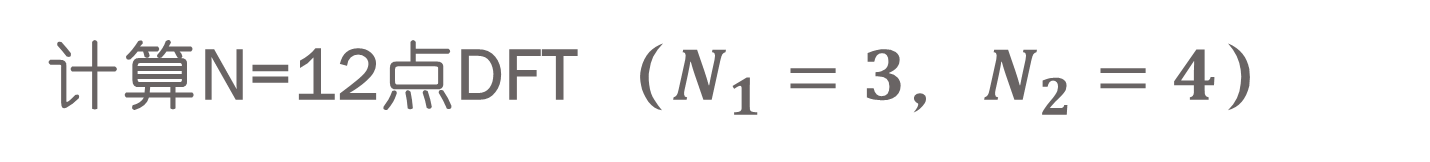 计算N=12点DFT（N₁ = 3，N₂ = 4）